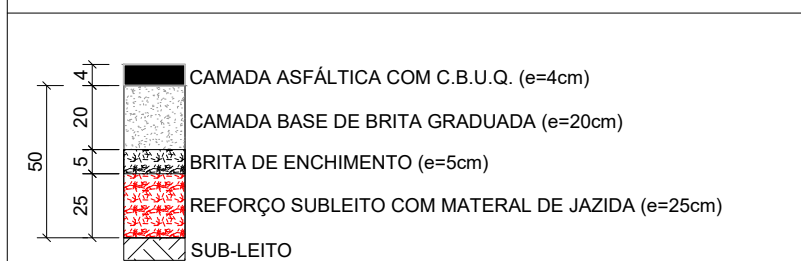 4 CAMADA ASFÁLTICA COM C.B.U.Q. (e=4cm)
20 CAMADA BASE DE BRITA GRADUADA (e=20cm)
50
5 BRITA DE ENCHIMENTO (e=5cm)
25 REFORÇO SUBLEITO COM MATERAL DE JAZIDA (e=25cm)
SUB-LEITO